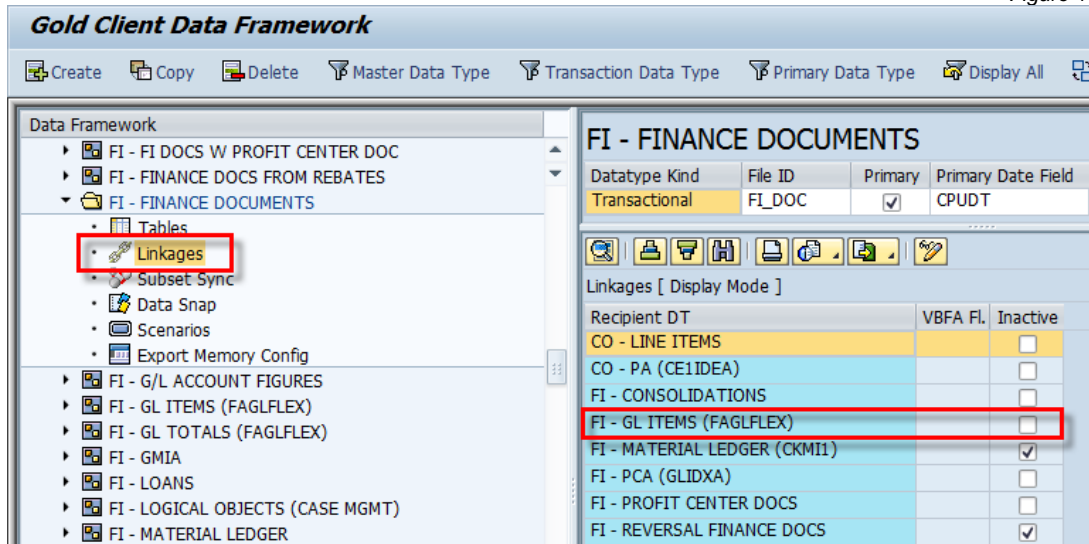 Gold Client Data Framework
Create Copy Delete Master Data Type Transaction Data Type Primary Data Type Display All
Data Framework
FI - FI DOCS W PROFIT CENTER DOC
FI - FINANCE DOCS FROM REBATES
FI - FINANCE DOCUMENTS
Tables
Linkages
Subset Sync
Data Snap
Scenarios
Export Memory Config
FI - G/L ACCOUNT FIGURES
FI - GL ITEMS (FAGLFLEX)
FI - GL TOTALS (FAGLFLEX)
FI - GMIA
FI - LOANS
FI - LOGICAL OBJECTS (CASE MGMT)
FI - MATERIAL LEDGER
FI - FINANCE DOCUMENTS
Datatype Kind File ID Primary Primary Date Field
Transactional FI_DOC CPUDT
Linkages [ Display Mode ]
Recipient DT VBFA Fl. Inactive
CO - LINE ITEMS
CO - PA (CE1IDEA)
FI - CONSOLIDATIONS
FI - GL ITEMS (FAGLFLEX)
FI - MATERIAL LEDGER (CKMI1)
FI - PCA (GLIDXA)
FI - PROFIT CENTER DOCS
FI - REVERSAL FINANCE DOCS